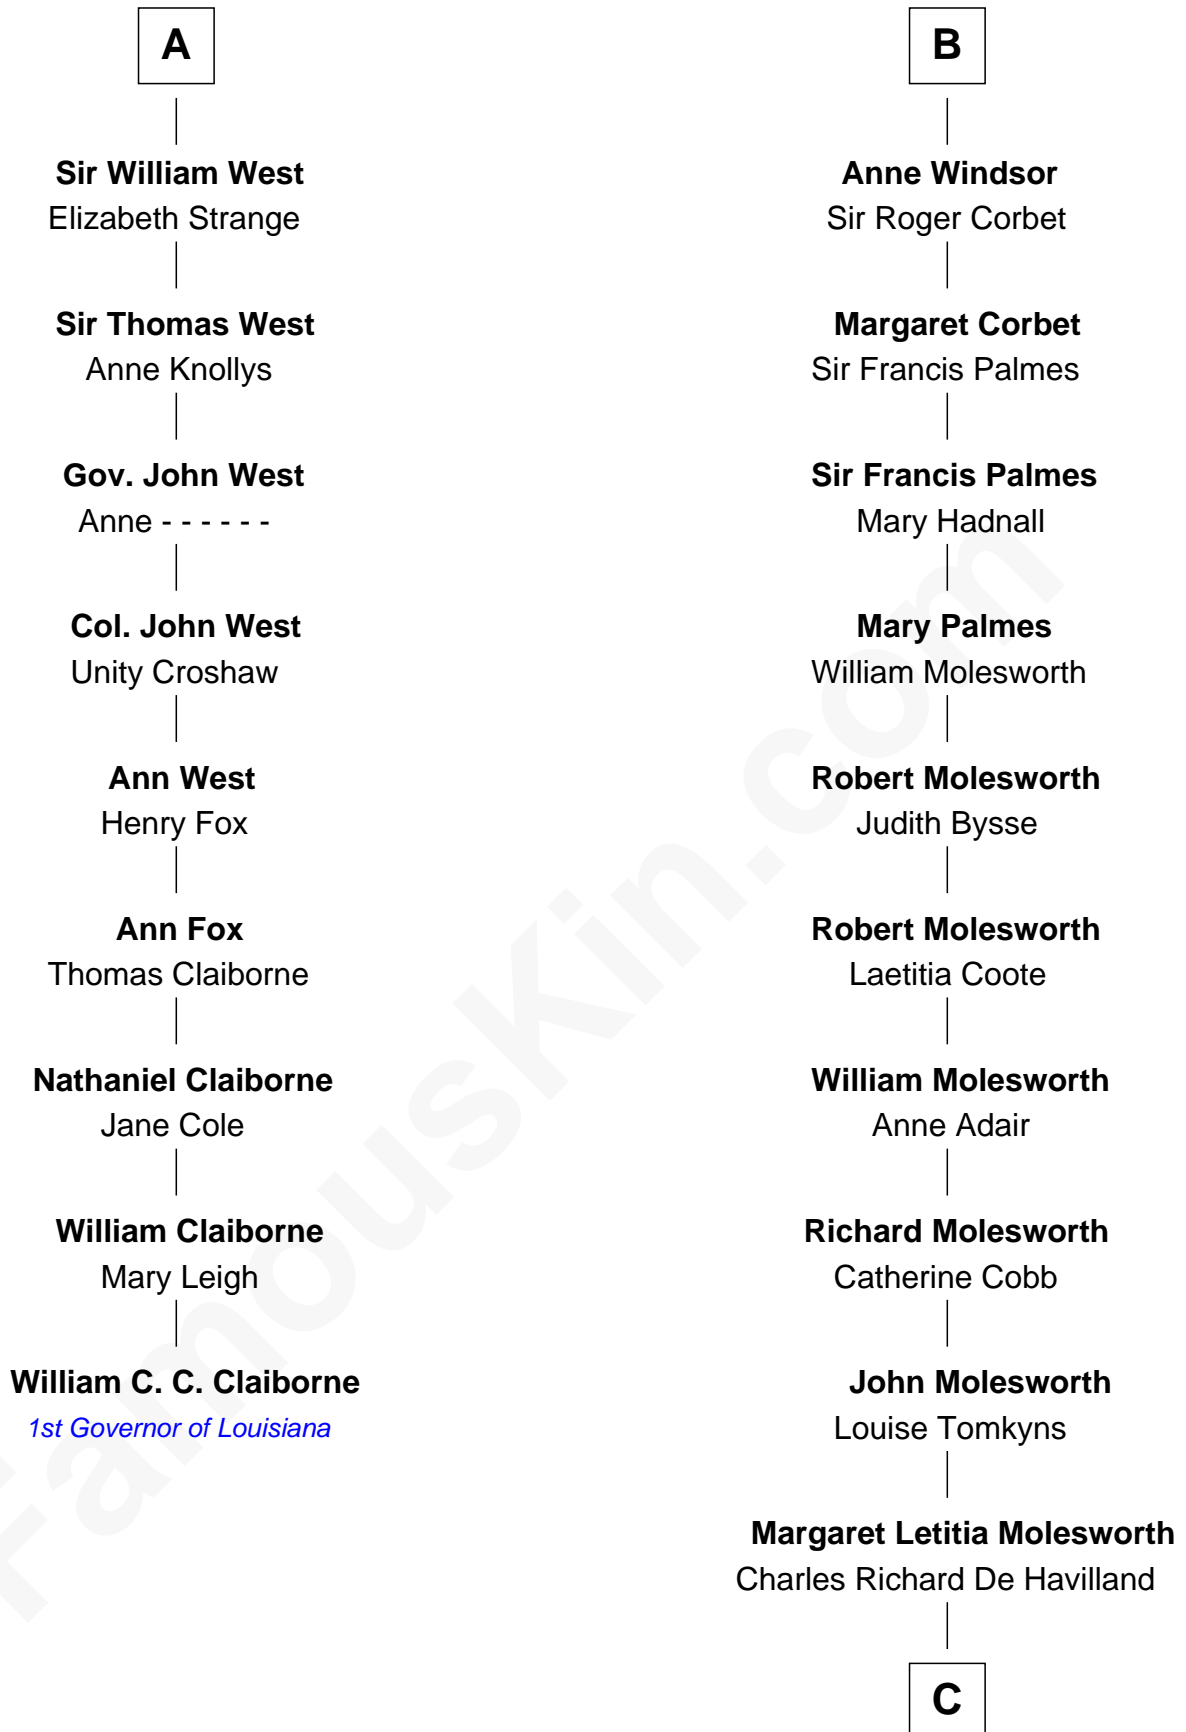 A
Sir William West
Elizabeth Strange
Sir Thomas West
Anne Knollys
Gov. John West
Anne - - - - - -
Col. John West
Unity Croshaw
Ann West
Henry Fox
Ann Fox
Thomas Claiborne
Nathaniel Claiborne
Jane Cole
William Claiborne
Mary Leigh
William C. C. Claiborne
1st Governor of Louisiana
B
Anne Windsor
Sir Roger Corbet
Margaret Corbet
Sir Francis Palmes
Sir Francis Palmes
Mary Hadnall
Mary Palmes
William Molesworth
Robert Molesworth
Judith Bysse
Robert Molesworth
Laetitia Coote
William Molesworth
Anne Adair
Richard Molesworth
Catherine Cobb
John Molesworth
Louise Tomkyns
Margaret Letitia Molesworth
Charles Richard De Havilland
C
FamousKin.com